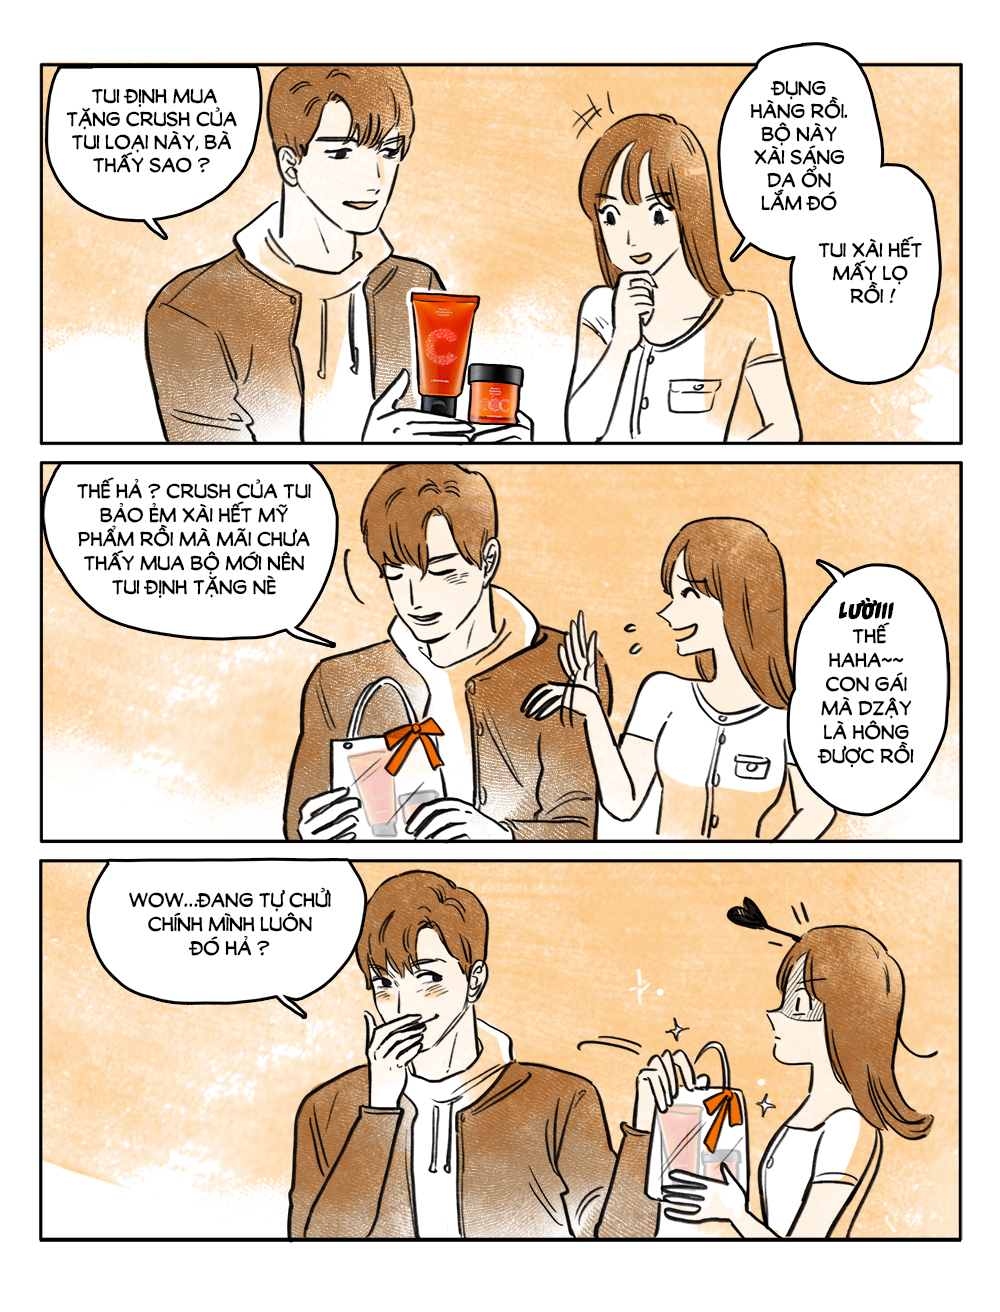 TUI ĐỊNH MUA
TẶNG CRUSH CỦA
TUI LOẠI NÀY, BÀ
THẤY SAO ?
ĐỤNG
HÀNG RỒI.
BỘ NÀY
XÀI SÁNG
DA ỔN
LẮM ĐÓ
TUI XÀI HẾT
MẤY LỌ
RỒI !
C
CCC
THẾ HẢ ? CRUSH CỦA TUI
BẢO ẺM XÀI HẾT MỸ
PHẨM RỒI MÀ MÃI CHƯA
THẤY MUA BỘ MỚI NÊN
TUI ĐỊNH TẶNG NÈ
LƯỜIII
THẾ
HAHA~~
CON GÁI
MÀ DZẬY
LÀ HÔNG
ĐƯỢC RỒI
WOW...ĐANG TỰ CHỬI
CHÍNH MÌNH LUÔN
ĐÓ HẢ ?